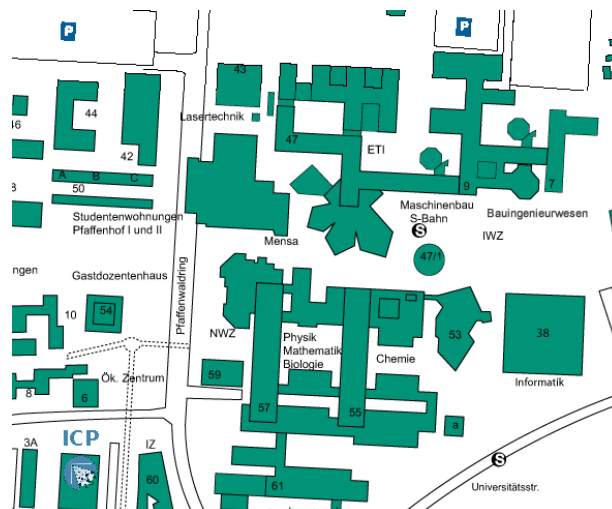 P
P
43
44
46
Lasertechnik
47
ETI
42
A B C
50
9
7
8
Studentenwohnungen
Pfaffenhof I und II
Maschinenbau
S-Bahn
Bauingenieurwesen
S
IWZ
Mensa
47/1
ngen
Gastdozentenhaus
Pfaffenwaldring
54
10
NWZ
Physik
Mathematik
Biologie
53
38
Chemie
59
Informatik
Ök. Zentrum
8
6
57
55
a
3A
ICP
IZ
60
61
S
Universitätsstr.